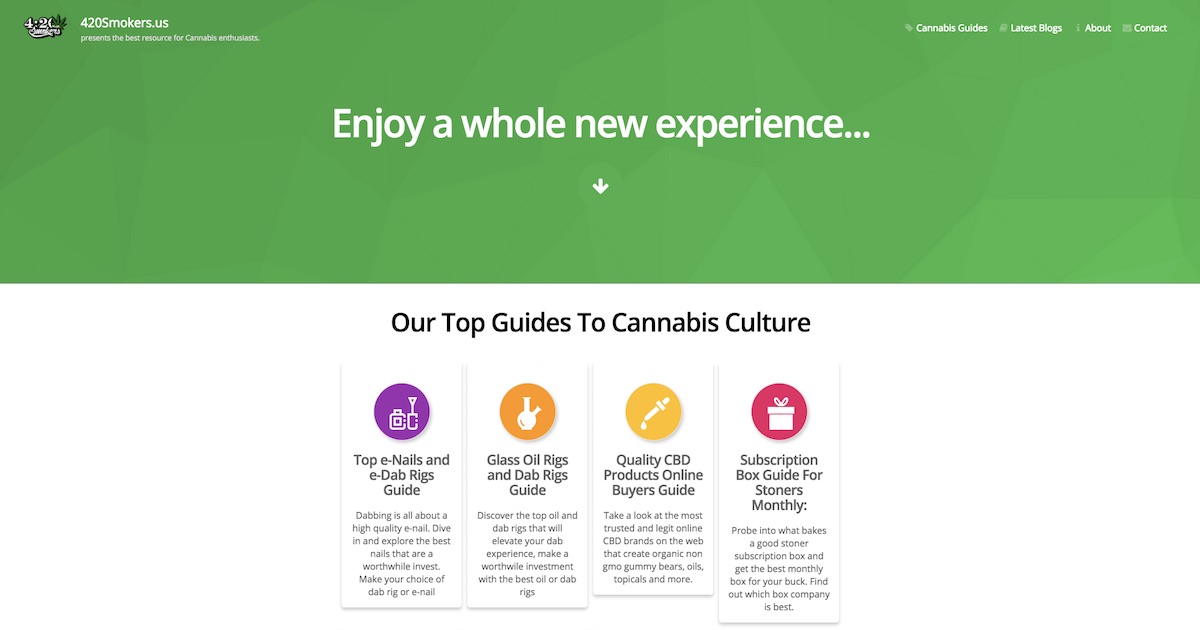 4:20
Smokers
420Smokers.us
presents the best resource for Cannabis enthusiasts.
Cannabis Guides
Latest Blogs
About
Contact
Enjoy a whole new experience...
Our Top Guides To Cannabis Culture
Top e-Nails and
e-Dab Rigs
Guide
Dabbing is all about a
high quality e-nail. Dive
in and explore the best
nails that are a
worthwhile invest.
Make your choice of
dab rig or e-nail
Glass Oil Rigs
and Dab Rigs
Guide
Discover the top oil and
dab rigs that will
elevate your dab
experience, make a
worthwile investment
with the best oil or dab
rigs
Quality CBD
Products Online
Buyers Guide
Take a look at the most
trusted and legit online
CBD brands on the web
that create organic non
gmo gummy bears, oils,
topicals and more.
Subscription
Box Guide For
Stoners
Monthly:
Probe into what bakes
a good stoner
subscription box and
get the best monthly
box for your buck. Find
out which box company
is best.